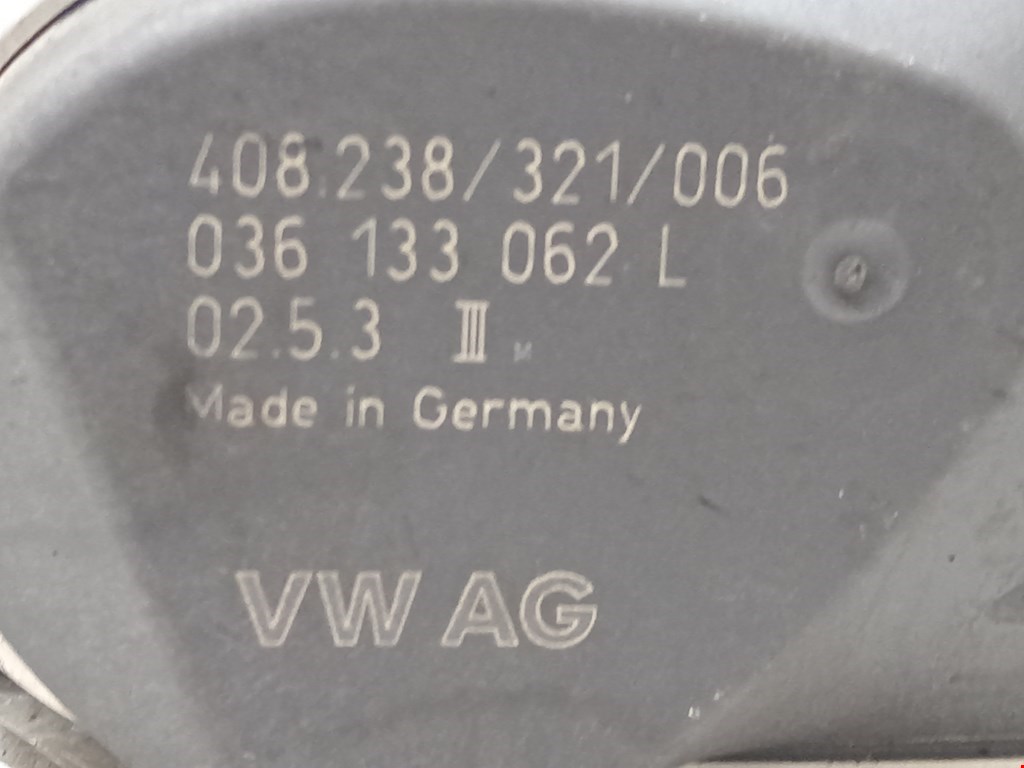 408.238/321/006
036 133 062 L
02.5.3 III M
Made in Germany
VW AG